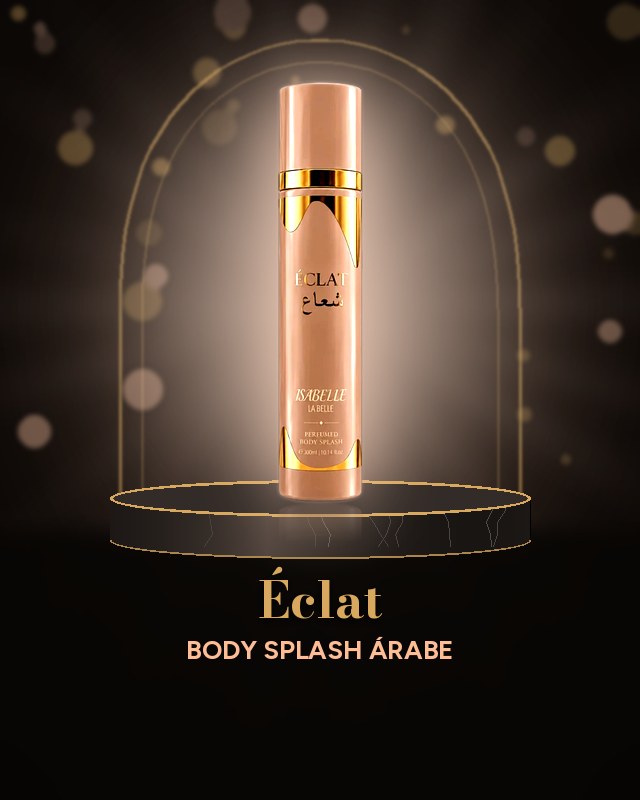 ÉCLAT
شعاع
ISABELLE
LA BELLE
PERFUMED
BODY SPLASH
Éclat
BODY SPLASH ÁRABE